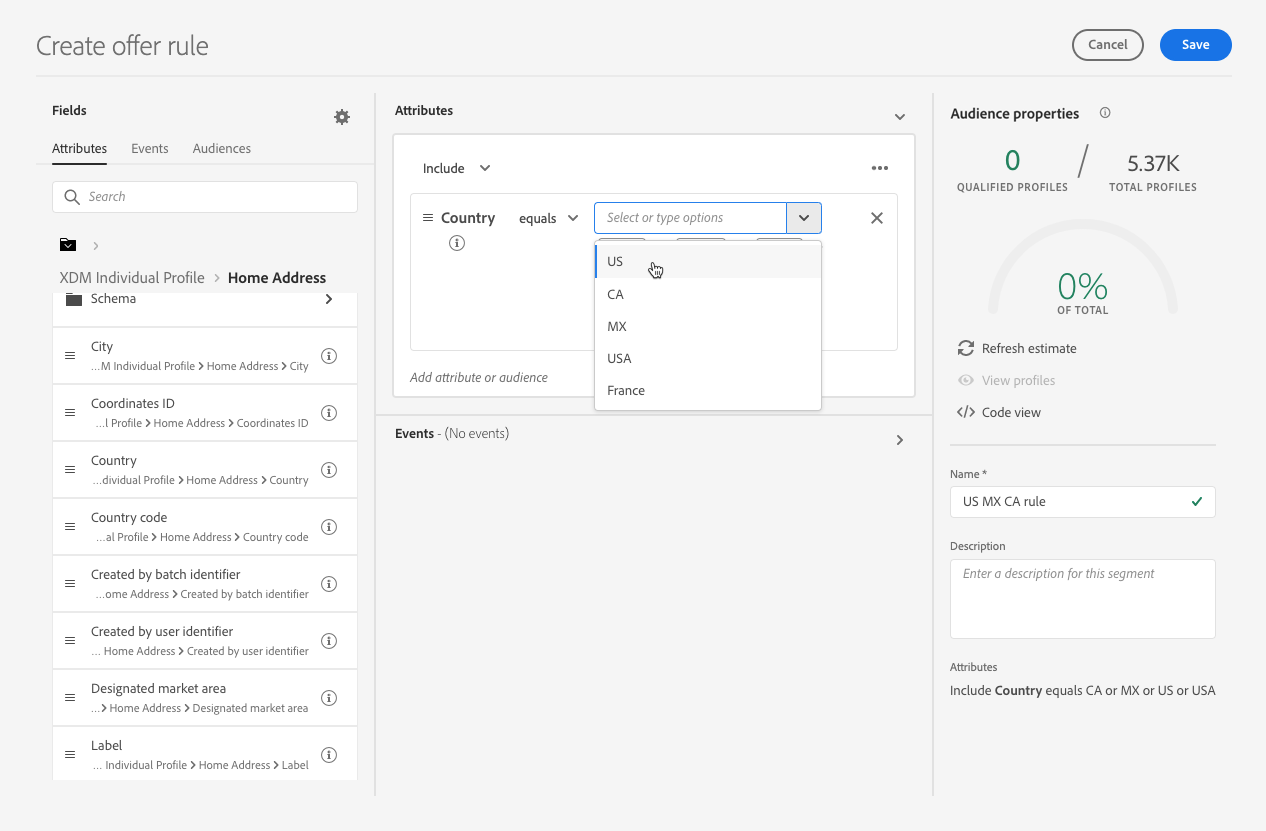 Create offer rule
Cancel
Save
Fields
Attributes
Events
Audiences
Search
XDM Individual Profile > Home Address
Schema
City
...M Individual Profile > Home Address > City
Coordinates ID
...l Profile > Home Address > Coordinates ID
Country
...dividual Profile > Home Address > Country
Country code
...al Profile > Home Address > Country code
Created by batch identifier
...ome Address > Created by batch identifier
Created by user identifier
... Home Address > Created by user identifier
Designated market area
...> Home Address > Designated market area
Label
... Individual Profile > Home Address > Label
Attributes
Include
Country equals Select or type options
US
CA
MX
USA
France
Add attribute or audience
Events - (No events)
Audience properties
0 / 5.37K
QUALIFIED PROFILES TOTAL PROFILES
0%
OF TOTAL
Refresh estimate
View profiles
</> Code view
Name *
US MX CA rule
Description
Enter a description for this segment
Attributes
Include Country equals CA or MX or US or USA